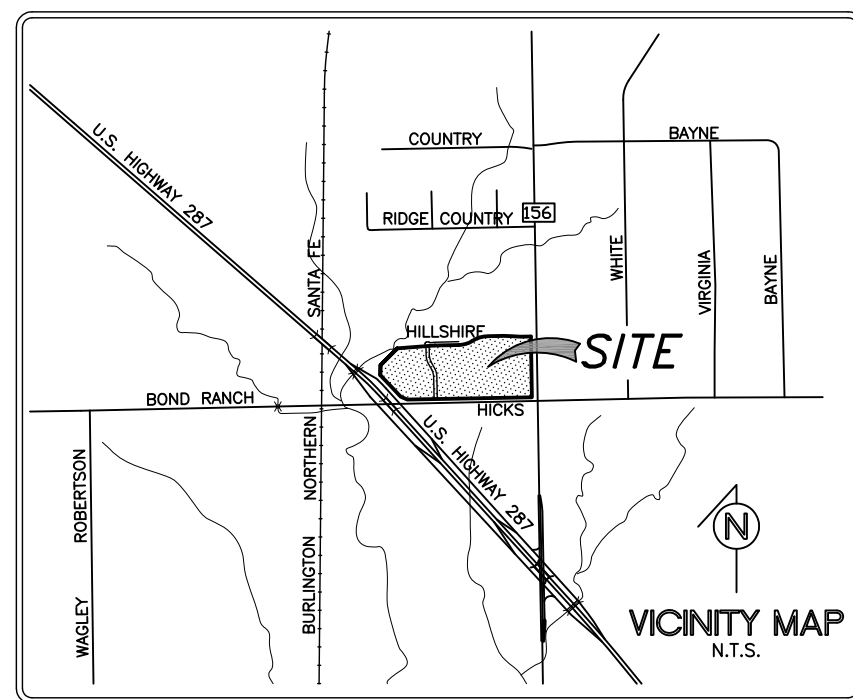 COUNTRY
BAYNE
U.S. HIGHWAY 287
RIDGE COUNTRY
156
SANTA FE
WHITE
VIRGINIA
BAYNE
HILLSHIRE
SITE
BOND RANCH
HICKS
U.S. HIGHWAY 287
WAGLEY ROBERTSON
BURLINGTON NORTHERN
N
VICINITY MAP
N.T.S.